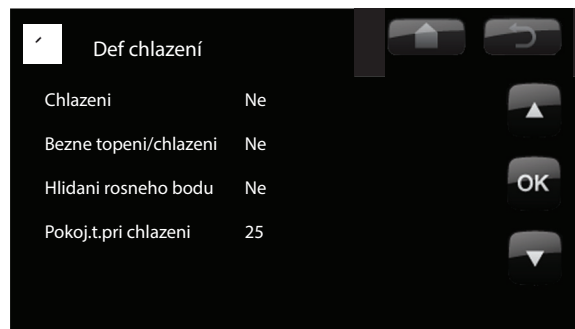 Def chlazení
Chlazeni Ne
Bezne topeni/chlazeni Ne
Hlidani rosneho bodu Ne
Pokoj.t.pri chlazeni 25
OK